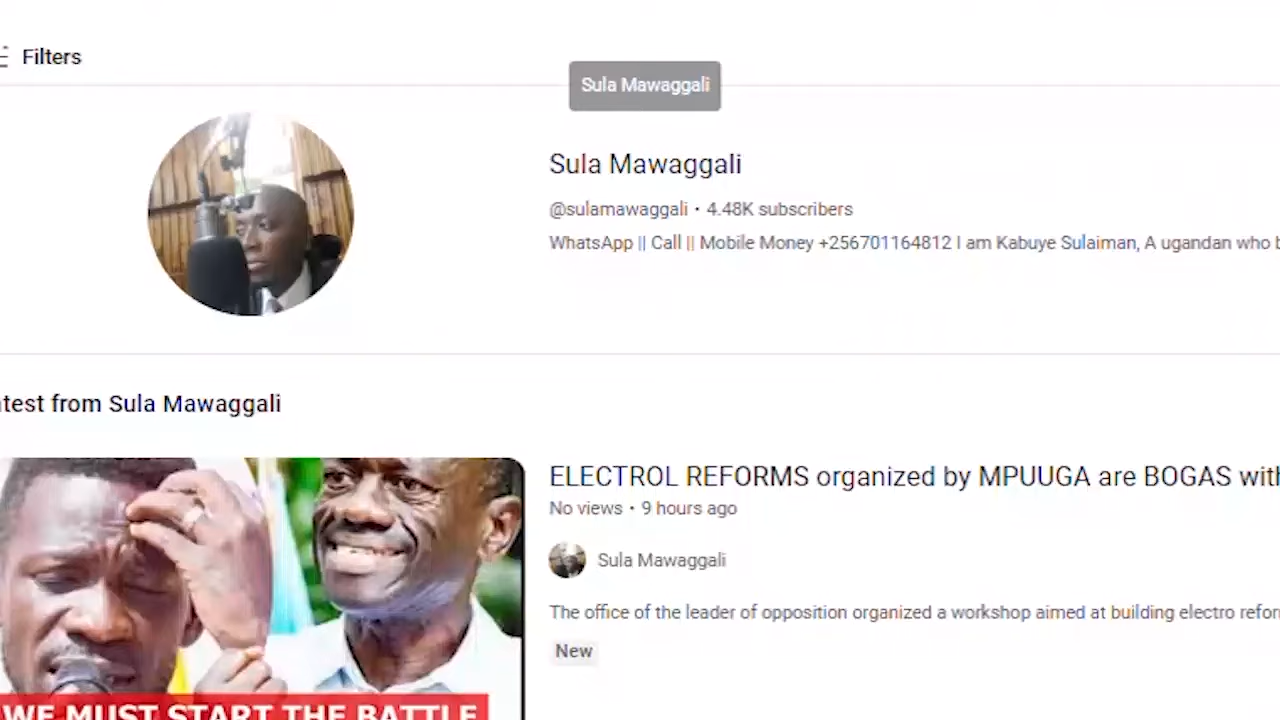 Filters
Sula Mawaggali
Sula Mawaggali
@sulamawaggali • 4.48K subscribers
WhatsApp || Call || Mobile Money +256701164812 I am Kabuye Sulaiman, A ugandan who b
atest from Sula Mawaggali
ELECTROL REFORMS organized by MPUUGA are BOGAS with
No views • 9 hours ago
Sula Mawaggali
The office of the leader of opposition organized a workshop aimed at building electro refor
New
WE MUST START THE BATTLE